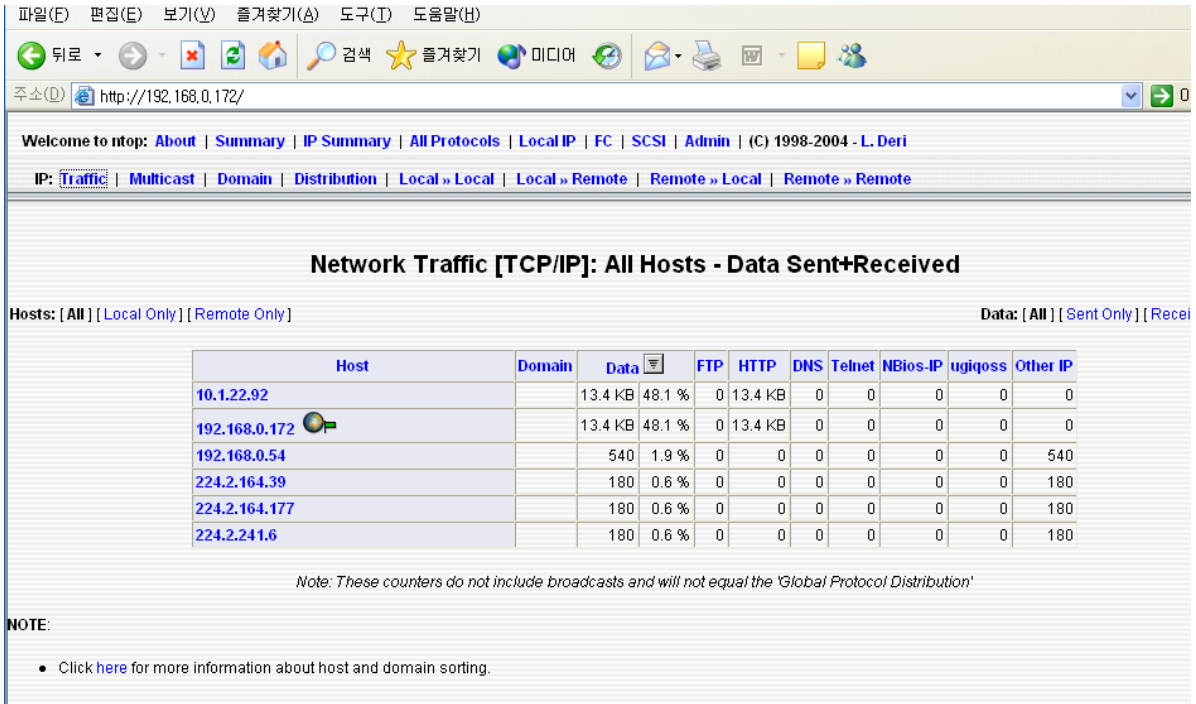 파일(F) 편집(E) 보기(V) 즐겨찾기(A) 도구(T) 도움말(H)
뒤로 검색 즐겨찾기 미디어
주소(D) http://192,168,0,172/
Welcome to ntop: About | Summary | IP Summary | All Protocols | Local IP | FC | SCSI | Admin | (C) 1998-2004 - L. Deri
IP: Traffic | Multicast | Domain | Distribution | Local » Local | Local » Remote | Remote » Local | Remote » Remote
Network Traffic [TCP/IP]: All Hosts - Data Sent+Received
Hosts: [ All ] [ Local Only ] [ Remote Only ] Data: [ All ] [ Sent Only ] [ Recei
Host Domain Data FTP HTTP DNS Telnet NBios-IP ugiqoss Other IP
10.1.22.92 13.4 KB 48.1 % 0 13.4 KB 0 0 0 0 0
192.168.0.172 13.4 KB 48.1 % 0 13.4 KB 0 0 0 0 0
192.168.0.54 540 1.9 % 0 0 0 0 0 0 540
224.2.164.39 180 0.6 % 0 0 0 0 0 0 180
224.2.164.177 180 0.6 % 0 0 0 0 0 0 180
224.2.241.6 180 0.6 % 0 0 0 0 0 0 180
Note: These counters do not include broadcasts and will not equal the 'Global Protocol Distribution'
NOTE:
• Click here for more information about host and domain sorting.